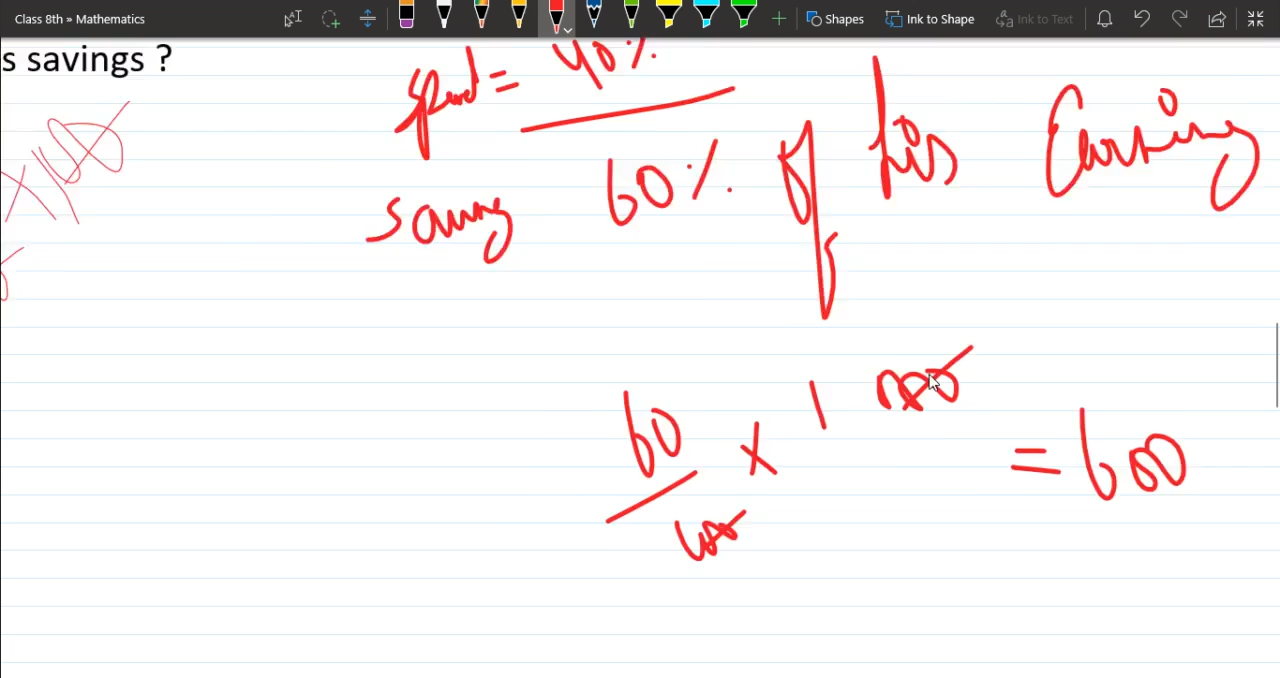 Class 8th » Mathematics
Shapes
Ink to Shape
Ink to Text
s savings ?
spend = 40%
saving 60% of his Earning
60/100 × 1000 = 600